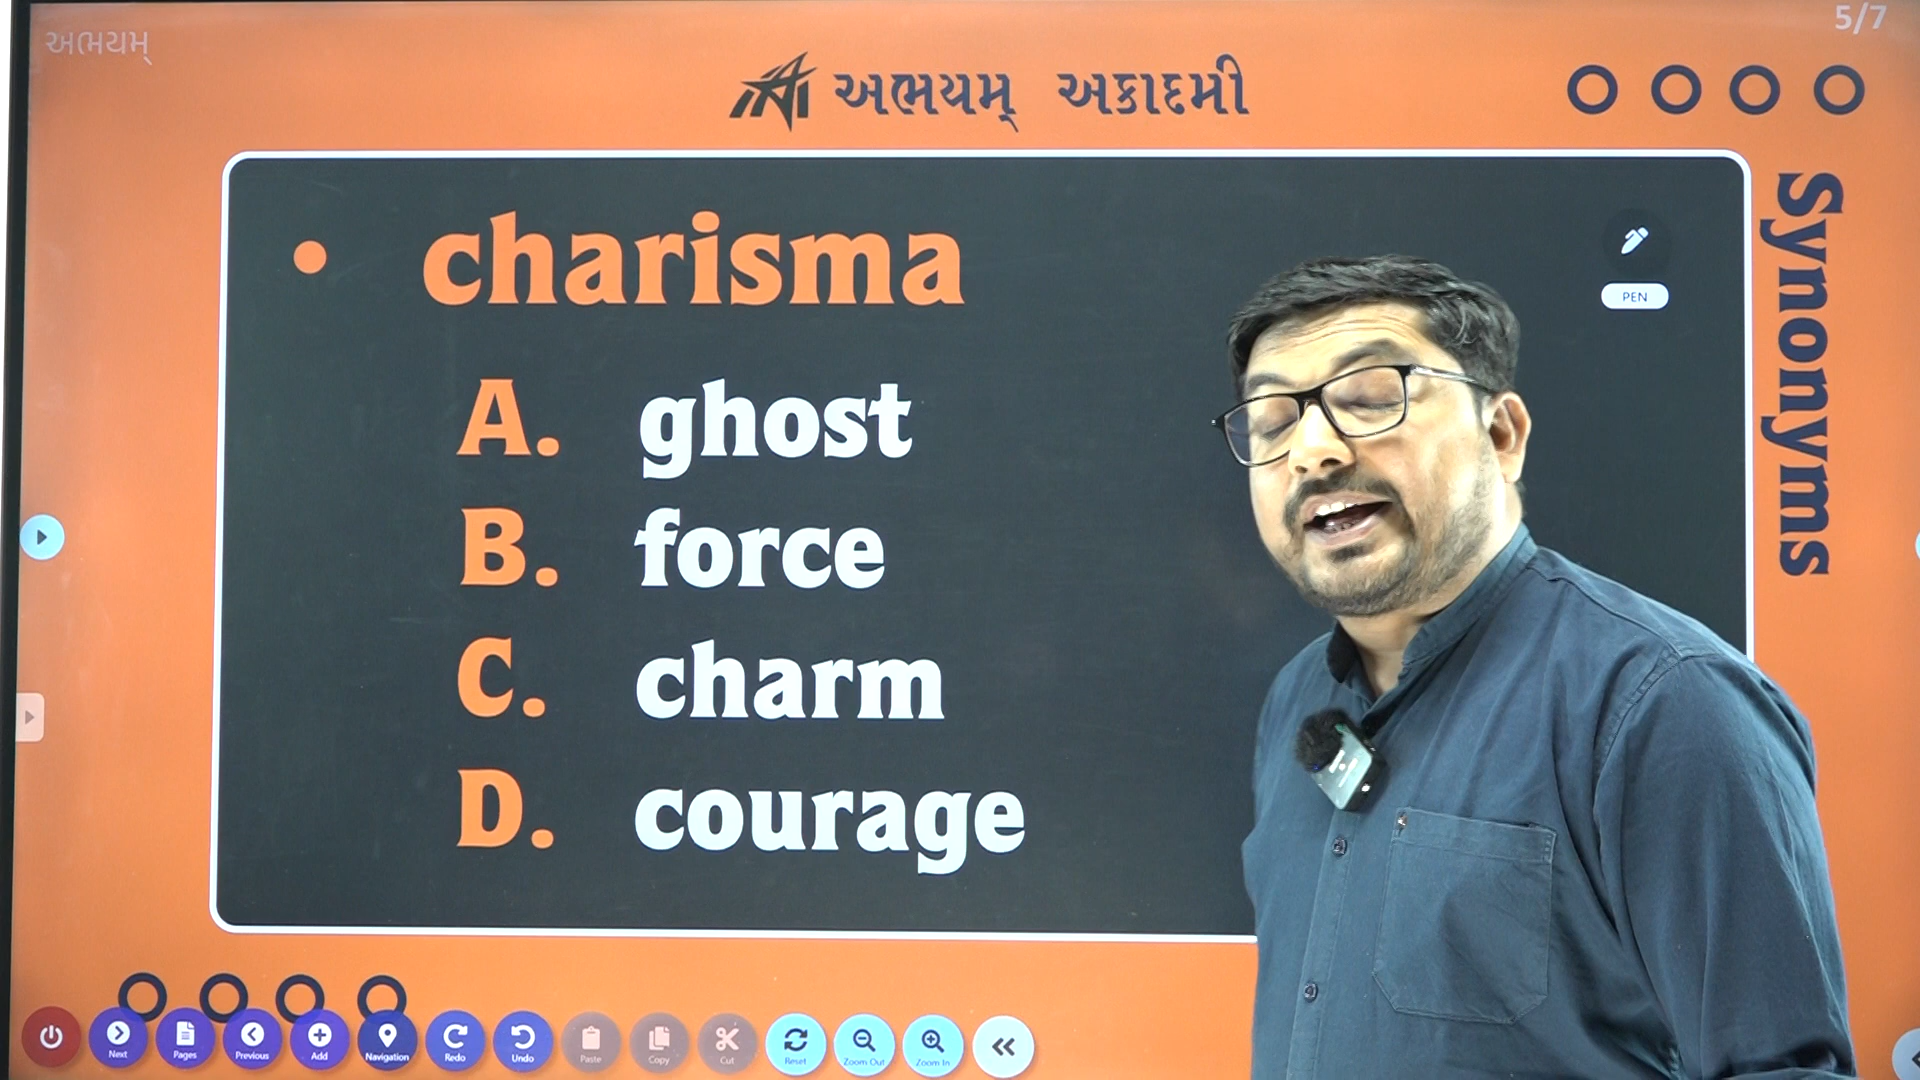 5/7
અભયમ્
અભયમ્ અકાદમી
Synonyms
charisma
PEN
A. ghost
B. force
C. charm
D. courage
Next
Pages
Previous
Add
Navigation
Redo
Undo
Paste
Copy
Cut
Reset
Zoom Out
Zoom In